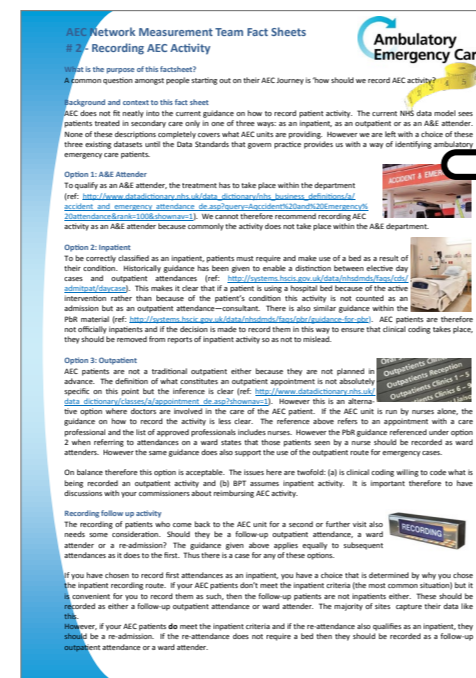 AEC Network Measurement Team Fact Sheets
# 2 - Recording AEC Activity
Ambulatory
Emergency Car
What is the purpose of this factsheet?
A common question amongst people starting out on their AEC Journey is 'how should we record AEC activity?
Background and context to this fact sheet
AEC does not fit neatly into the current guidance on how to record patient activity. The current NHS data model sees
patients treated in secondary care only in one of three ways: as an inpatient, as an outpatient or as an A&E attender.
None of these descriptions completely covers what AEC units are providing. However we are left with a choice of these
three existing datasets until the Data Standards that govern practice provides us with a way of identifying ambulatory
emergency care patients.
Option 1: A&E Attender
To qualify as an A&E attender, the treatment has to take place within the department
(ref: http://www.datadictionary.nhs.uk/data_dictionary/nhs_business_definitions/a/
accident_and_emergency_attendance_de.asp?query=Aqccident%20and%20Emergency%
20attendance&rank=100&shownav=1). We cannot therefore recommend recording AEC
activity as an A&E attender because commonly the activity does not take place within the A&E department.
ACCIDENT & EMER
Option 2: Inpatient
To be correctly classified as an inpatient, patients must require and make use of a bed as a result of
their condition. Historically guidance has been given to enable a distinction between elective day
cases and outpatient attendances (ref: http://systems.hscic.gov.uk/data/nhsdmds/faqs/cds/
admitpat/daycase). This makes it clear that if a patient is using a hospital bed because of the active
intervention rather than because of the patient's condition this activity is not counted as an
admission but as an outpatient attendance—consultant. There is also similar guidance within the
PbR material (ref: http://systems.hscic.gov.uk/data/nhsdmds/faqs/pbr/guidance-for-pbr). AEC patients are therefore
not officially inpatients and if the decision is made to record them in this way to ensure that clinical coding takes place,
they should be removed from reports of inpatient activity so as not to mislead.
Option 3: Outpatient
AEC patients are not a traditional outpatient either because they are not planned in
advance. The definition of what constitutes an outpatient appointment is not absolutely
specific on this point but the inference is clear (ref: http://www.datadictionary.nhs.uk/
data_dictionary/classes/a/appointment_de.asp?shownav=1). However this is an alterna-
tive option where doctors are involved in the care of the AEC patient. If the AEC unit is run by nurses alone, the
guidance on how to record the activity is less clear. The reference above refers to an appointment with a care
professional and the list of approved professionals includes nurses. However the PbR guidance referenced under option
2 when referring to attendances on a ward states that those patients seen by a nurse should be recorded as ward
attenders. However the same guidance does also support the use of the outpatient route for emergency cases.
Outpatients Reception
Outpatients Clinics 1 - 5
On balance therefore this option is acceptable. The issues here are twofold: (a) is clinical coding willing to code what is
being recorded an outpatient activity and (b) BPT assumes inpatient activity. It is important therefore to have
discussions with your commissioners about reimbursing AEC activity.
Recording follow up activity
The recording of patients who come back to the AEC unit for a second or further visit also
needs some consideration. Should they be a follow-up outpatient attendance, a ward
attender or a re-admission? The guidance given above applies equally to subsequent
attendances as it does to the first. Thus there is a case for any of these options.
RECORDING
If you have chosen to record first attendances as an inpatient, you have a choice that is determined by why you chose
the inpatient recording route. If your AEC patients don't meet the inpatient criteria (the most common situation) but it
is convenient for you to record them as such, then the follow-up patients are not inpatients either. These should be
recorded as either a follow-up outpatient attendance or ward attender. The majority of sites capture their data like
this.
However, if your AEC patients do meet the inpatient criteria and if the re-attendance also qualifies as an inpatient, they
should be a re-admission. If the re-attendance does not require a bed then they should be recorded as a follow-up
outpatient attendance or a ward attender.